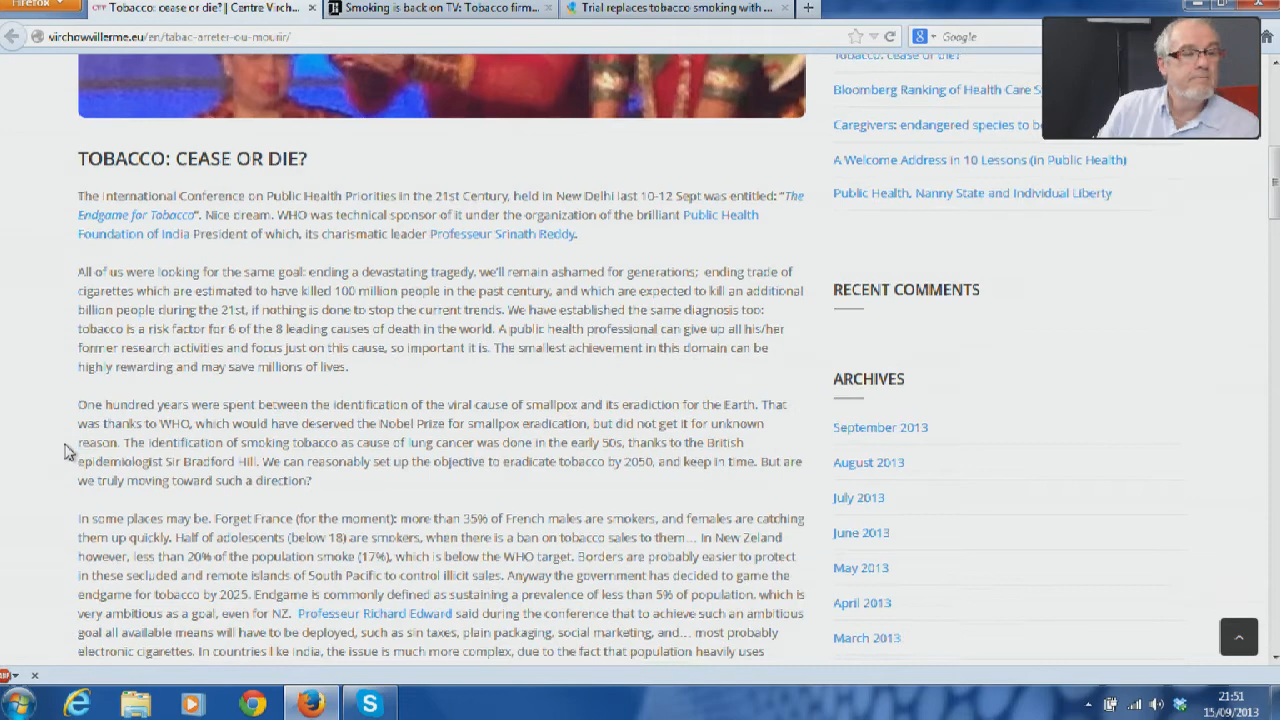 Firefox
Tobacco: cease or die? | Centre Virch...
Smoking is back on TV: Tobacco firm...
Trial replaces tobacco smoking with ...
virchowvillerme.eu/en/tabac-arreter-ou-mourir/
Google
Tobacco: cease or die?
Bloomberg Ranking of Health Care S
Caregivers: endangered species to b
A Welcome Address in 10 Lessons (in Public Health)
Public Health, Nanny State and Individual Liberty
TOBACCO: CEASE OR DIE?
The International Conference on Public Health Priorities in the 21st Century, held in New Delhi last 10-12 Sept was entitled: “The
Endgame for Tobacco”. Nice dream. WHO was technical sponsor of it under the organization of the brilliant Public Health
Foundation of India President of which, its charismatic leader Professeur Srinath Reddy.
All of us were looking for the same goal: ending a devastating tragedy, we’ll remain ashamed for generations; ending trade of
cigarettes which are estimated to have killed 100 million people in the past century, and which are expected to kill an additional
billion people during the 21st, if nothing is done to stop the current trends. We have established the same diagnosis too:
tobacco is a risk factor for 6 of the 8 leading causes of death in the world. A public health professional can give up all his/her
former research activities and focus just on this cause, so important it is. The smallest achievement in this domain can be
highly rewarding and may save millions of lives.
One hundred years were spent between the identification of the viral cause of smallpox and its eradiction for the Earth. That
was thanks to WHO, which would have deserved the Nobel Prize for smallpox eradication, but did not get it for unknown
reason. The identification of smoking tobacco as cause of lung cancer was done in the early 50s, thanks to the British
epidemiologist Sir Bradford Hill. We can reasonably set up the objective to eradicate tobacco by 2050, and keep in time. But are
we truly moving toward such a direction?
In some places may be. Forget France (for the moment): more than 35% of French males are smokers, and females are catching
them up quickly. Half of adolescents (below 18) are smokers, when there is a ban on tobacco sales to them… In New Zeland
however, less than 20% of the population smoke (17%), which is below the WHO target. Borders are probably easier to protect
in these secluded and remote islands of South Pacific to control illicit sales. Anyway the government has decided to game the
endgame for tobacco by 2025. Endgame is commonly defined as sustaining a prevalence of less than 5% of population, which is
very ambitious as a goal, even for NZ. Professeur Richard Edward said during the conference that to achieve such an ambitious
goal all available means will have to be deployed, such as sin taxes, plain packaging, social marketing, and… most probably
electronic cigarettes. In countries like India, the issue is much more complex, due to the fact that population heavily uses
RECENT COMMENTS
ARCHIVES
September 2013
August 2013
July 2013
June 2013
May 2013
April 2013
March 2013
21:51
15/09/2013